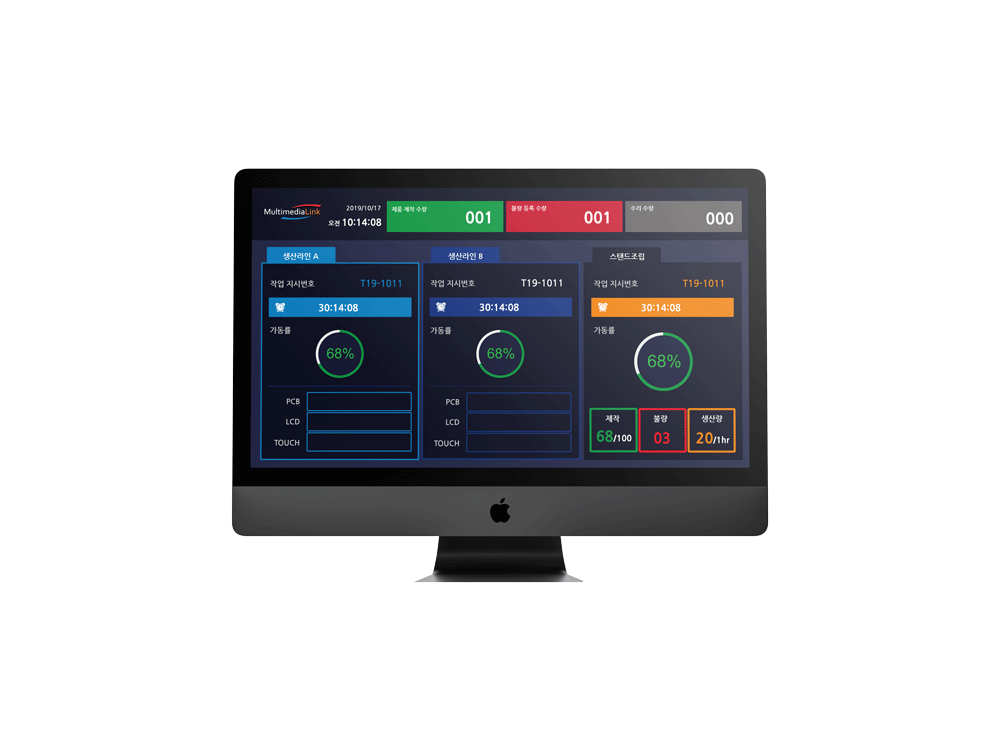 MultimediaLink
2019/10/17
오전 10:14:08
제품 제작 수량
001
불량 등록 수량
001
수리 수량
000
생산라인 A
작업 지시번호 T19-1011
30:14:08
가동률
68%
PCB
LCD
TOUCH
생산라인 B
작업 지시번호 T19-1011
30:14:08
가동률
68%
PCB
LCD
TOUCH
스탠드조립
작업 지시번호 T19-1011
30:14:08
가동률
68%
제작
68/100
불량
03
생산량
20/1hr